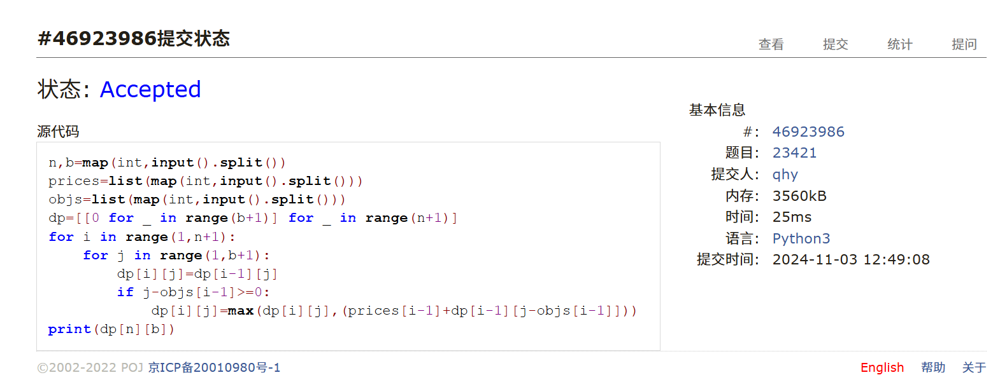 #46923986提交状态
查看 提交 统计 提问
状态: Accepted
源代码
n,b=map(int,input().split())
prices=list(map(int,input().split()))
objs=list(map(int,input().split()))
dp=[[0 for _ in range(b+1)] for _ in range(n+1)]
for i in range(1,n+1):
    for j in range(1,b+1):
        dp[i][j]=dp[i-1][j]
        if j-objs[i-1]>=0:
            dp[i][j]=max(dp[i][j],(prices[i-1]+dp[i-1][j-objs[i-1]]))
print(dp[n][b])
基本信息
#: 46923986
题目: 23421
提交人: qhy
内存: 3560kB
时间: 25ms
语言: Python3
提交时间: 2024-11-03 12:49:08
©2002-2022 POJ 京ICP备20010980号-1
English 帮助 关于